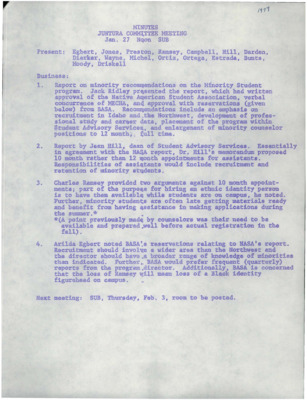 1977
MINUTES
JUNTURA COMMITTEE MEETING
Jan. 27 Noon SUB
Present: Egbert, Jones, Preston, Ramsey, Campbell, Hill, Darden,
Dierker, Wayne, Michel, Ortis, Ortega, Estrada, Bunts,
Moody, Driskell
Business:
1. Report on minority recommendations on the Minority Student
program. Jack Ridley presented the report, which had written
approval of the Native American Student Association, verbal
concurrence of MECHA, and approval with reservations (given
below) from BASA. Recommendations include an emphasis on
recruitment in Idaho and the Northwest, development of profes-
sional study and career data, placement of the program within
Student Advisory Services, and enlargement of minority counselor
positions to 12 month, full time.
2. Report by Jean Hill, dean of Student Advisory Services. Essentially
in agreement with the NASA report, Dr. Hill's memorandum proposed
10 month rather than 12 month appointments for assistants.
Responsibilities of assistants would include recruitment and
retention of minority students.
3. Charles Ramsey provided two arguments against 10 month appoint-
ments; part of the purpose for hiring an ethnic identity person
is to have them available while students are on campus, he noted.
Further, minority students are often late getting materials ready
and benefit from having assistance in making applications during
the summer.*
*(A point previously made by counselors was their need to be
available and prepared well before actual registration in the
fall).
4. Arilda Egbert noted BASA's reservations relating to NASA's report.
Recruitment should involve a wider area than the Northwest and
the director should have a broader range of knowledge of minorities
than indicated. Further, BASA would prefer frequent (quarterly)
reports from the program director. Additionally, BASA is concerned
that the loss of Ramsey will mean loss of a Black identity
figurehead on campus.
Next meeting: SUB, Thursday, Feb. 3, room to be posted.